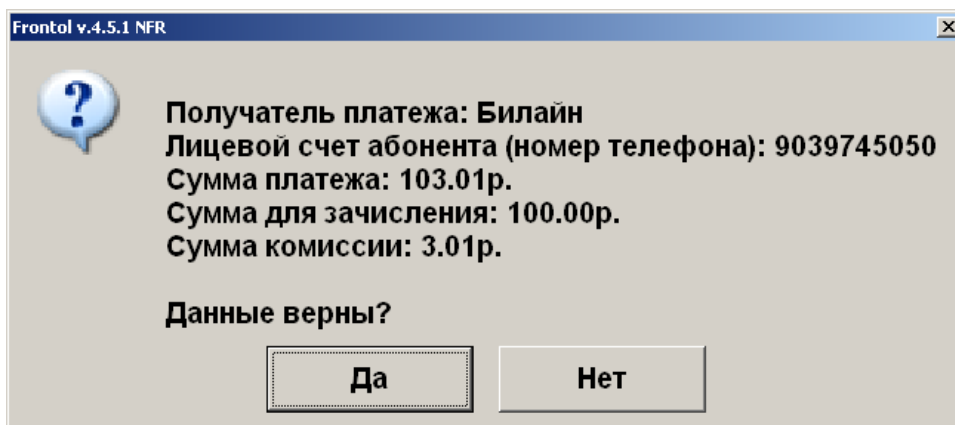 Frontol v.4.5.1 NFR
Получатель платежа: Билайн
Лицевой счет абонента (номер телефона): 9039745050
Сумма платежа: 103.01р.
Сумма для зачисления: 100.00р.
Сумма комиссии: 3.01р.
Данные верны?
Да Нет